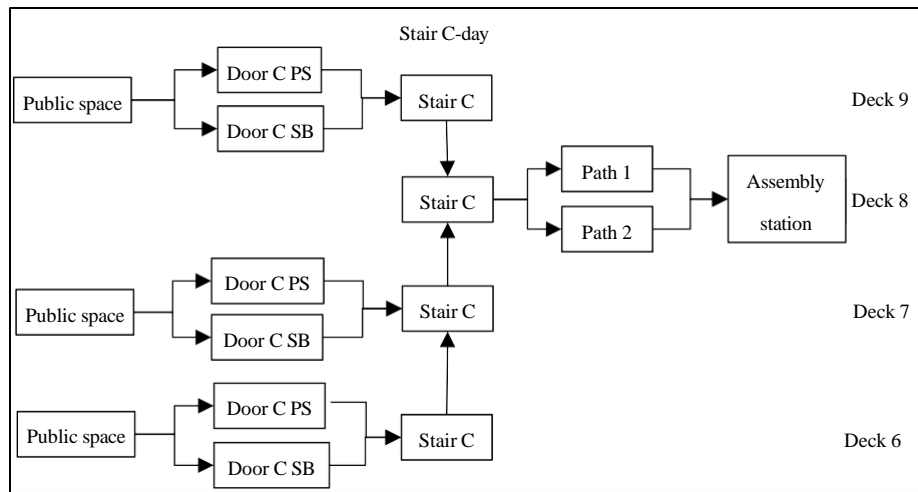 Stair C-day
Door C PS
Stair C
Public space
Deck 9
Door C SB
Path 1
Assembly
Stair C
Deck 8
Path 2
station
Door C PS
Stair C
Public space
Deck 7
Door C SB
Door C PS
Public space
Stair C
Deck 6
Door C SB